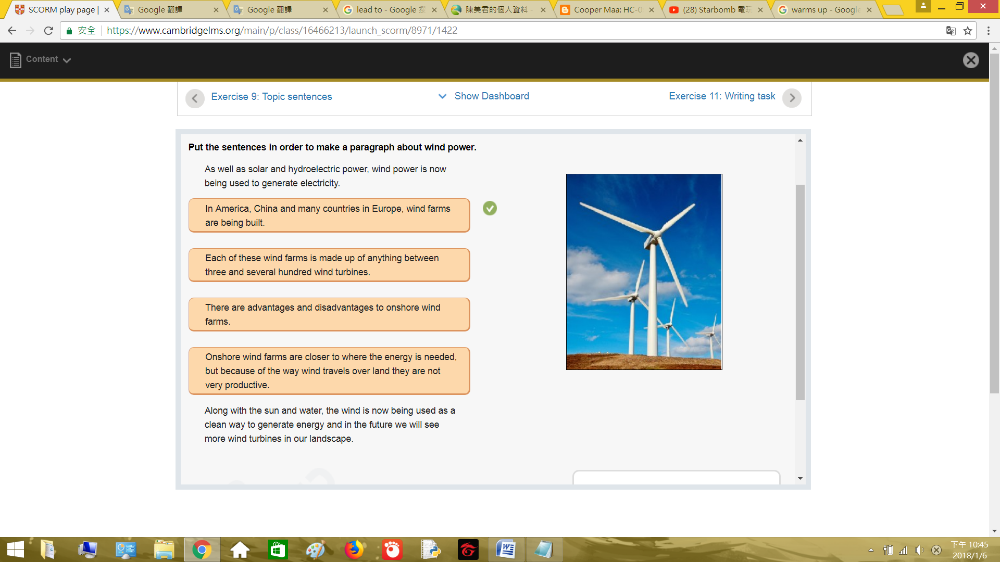 SCORM play page |
Google 翻譯
Google 翻譯
lead to - Google 搜
陳美君的個人資料 -
Cooper Maa: HC-0
(28) Starbomb 電玩
warms up - Google
安全
https://www.cambridgelms.org/main/p/class/16466213/launch_scorm/8971/1422
Content
Exercise 9: Topic sentences
Show Dashboard
Exercise 11: Writing task
Put the sentences in order to make a paragraph about wind power.
As well as solar and hydroelectric power, wind power is now
being used to generate electricity.
In America, China and many countries in Europe, wind farms
are being built.
Each of these wind farms is made up of anything between
three and several hundred wind turbines.
There are advantages and disadvantages to onshore wind
farms.
Onshore wind farms are closer to where the energy is needed,
but because of the way wind travels over land they are not
very productive.
Along with the sun and water, the wind is now being used as a
clean way to generate energy and in the future we will see
more wind turbines in our landscape.
下午 10:45
2018/1/6